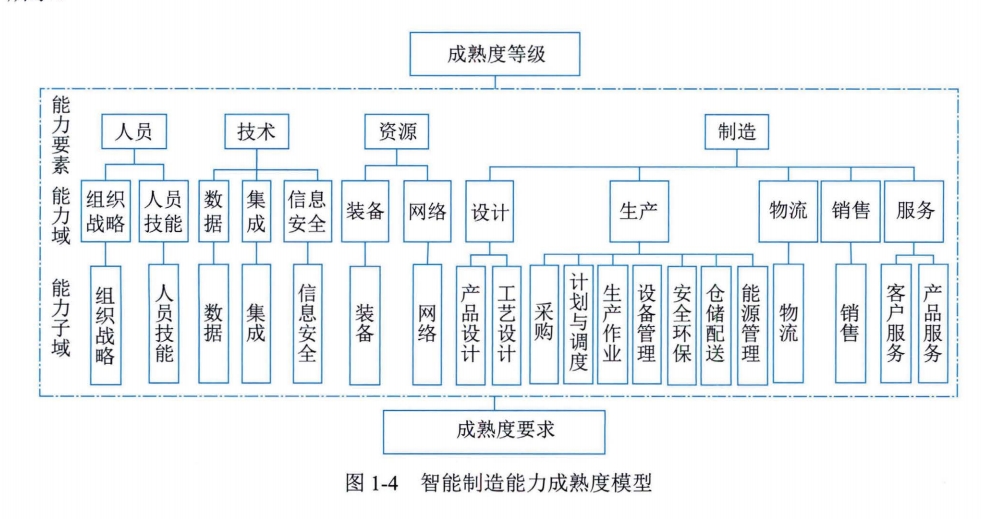 成熟度等级
能力要素
人员
技术
资源
制造
能力域
组织战略
人员技能
数据
集成
信息安全
装备
网络
设计
生产
物流
销售
服务
能力子域
组织战略
人员技能
数据
集成
信息安全
装备
网络
产品设计
工艺设计
采购
计划与调度
生产作业
设备管理
安全环保
仓储配送
能源管理
物流
销售
客户服务
产品服务
成熟度要求
图 1-4 智能制造能力成熟度模型